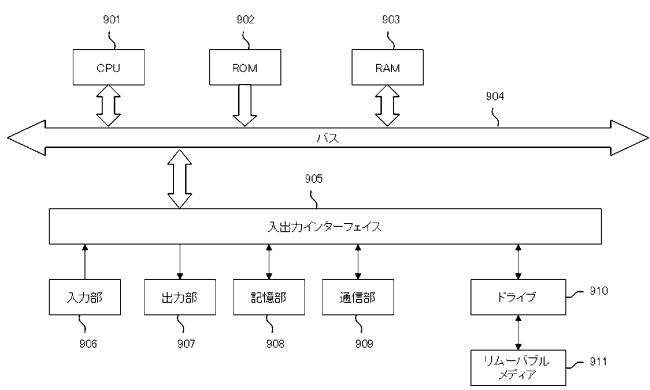 901
902
903
CPU
ROM
RAM
904
バス
905
入出力インターフェイス
入力部
出力部
記憶部
通信部
ドライブ
910
906
907
908
909
リムーバブル
メディア
911